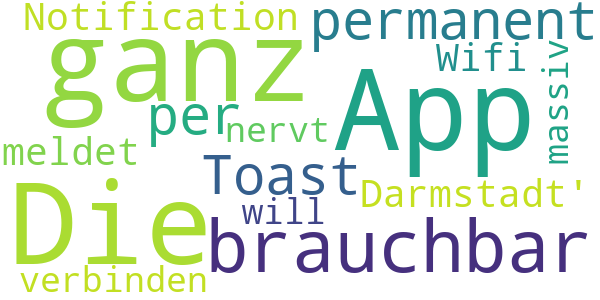 Notification permanent
ganz App Wifi massiv
per nervt
meldet Toast Darmstadt'
Die will brauchbar
verbinden